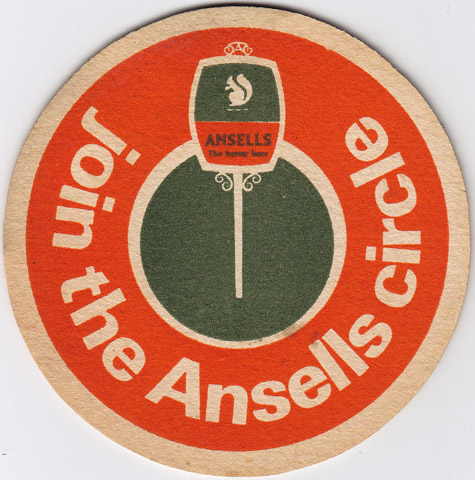 ANSELLS
The better beer
join the Ansells circle